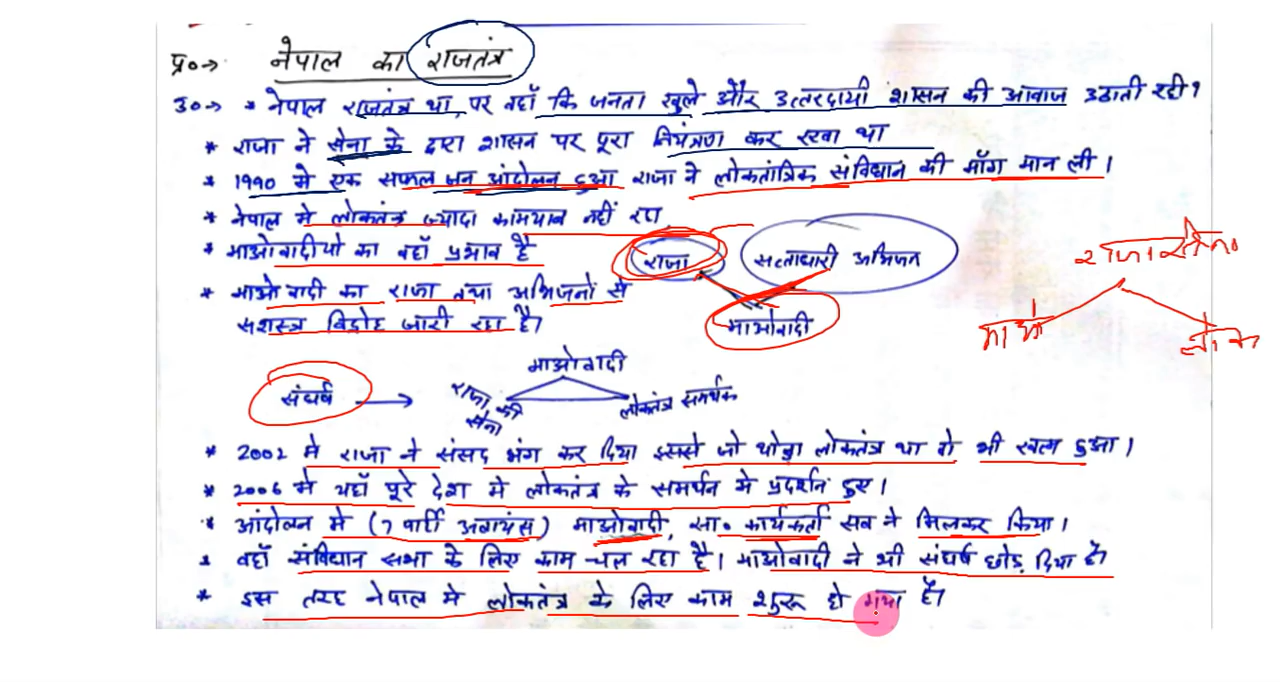 प्र०→ नेपाल का राजतंत्र
उ०→ * नेपाल राजतंत्र था, पर वहाँ कि जनता खुले और उत्तरदायी शासन की आवाज उठाती रही?
* राजा ने सेना के द्वारा शासन पर पूरा नियंत्रण कर रखा था
* 1990 मे एक सफल जन आंदोलन हुआ राजा ने लोकतांत्रिक संविधान की माँग मान ली।
* नेपाल मे लोकतंत्र ज्यादा कामयाब नहीं रहा
* माओवादीयो का वहाँ प्रभाव है
राजा
सत्ताधारी अभिजन
* माओवादी का राजा तथा अभिजनो से
सशस्त्र विद्रोह जारी रहा है।
माओवादी
माओ
संघर्ष →
माओवादी
राजा की सेना
लोकतंत्र समर्थक
* 2002 मे राजा ने संसद भंग कर दिया इससे जो थोड़ा लोकतंत्र था वो भी खत्म हुआ।
* 2006 मे यहाँ पूरे देश मे लोकतंत्र के समर्थन मे प्रदर्शन हुए।
* आंदोलन मे (7 पार्टी अलायंस) माओवादी, सा० कार्यकर्ता सब ने मिलकर किया।
* वहाँ संविधान सभा के लिए काम चल रहा है। माओवादी ने भी संघर्ष छोड़ दिया है।
* इस तरह नेपाल मे लोकतंत्र के लिए काम शुरू हो गया है।